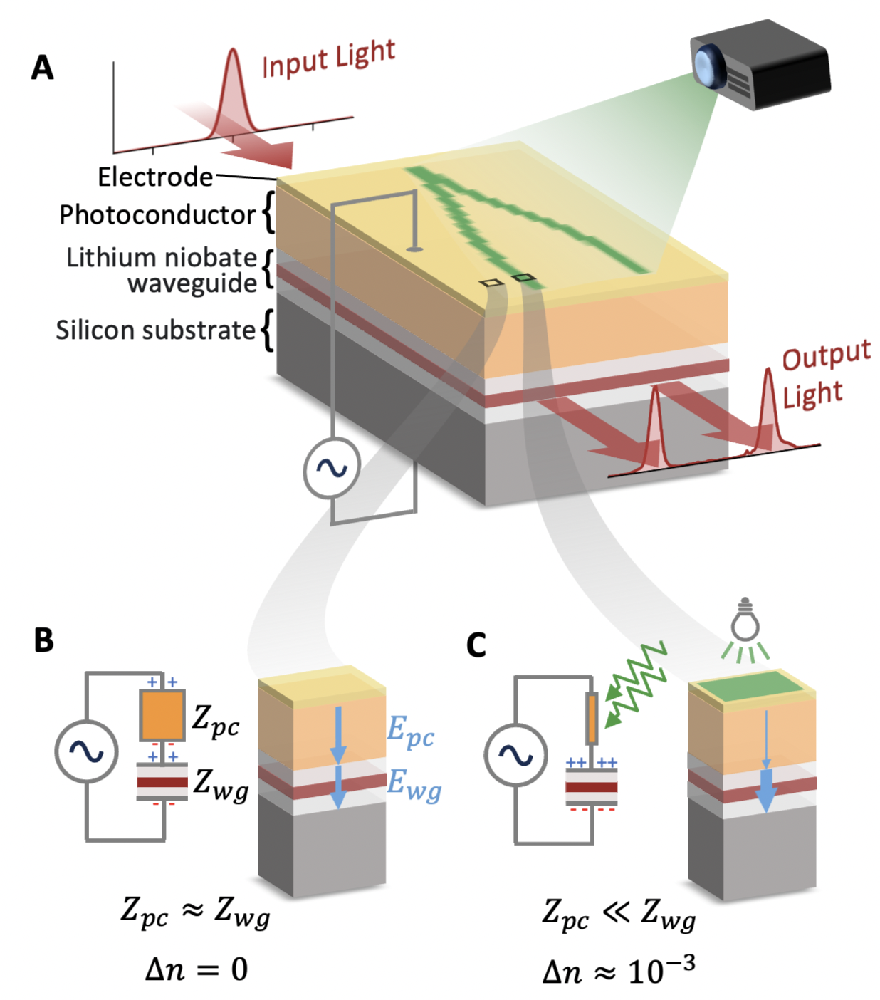 A
Input Light
Electrode
Photoconductor
Lithium niobate
waveguide
Silicon substrate
Output
Light
B
+ +
Z_pc
- -
+ +
Z_wg
- -
E_pc
E_wg
Z_pc ≈ Z_wg
Δn = 0
C
++ ++
- - - -
Z_pc ≪ Z_wg
Δn ≈ 10⁻³